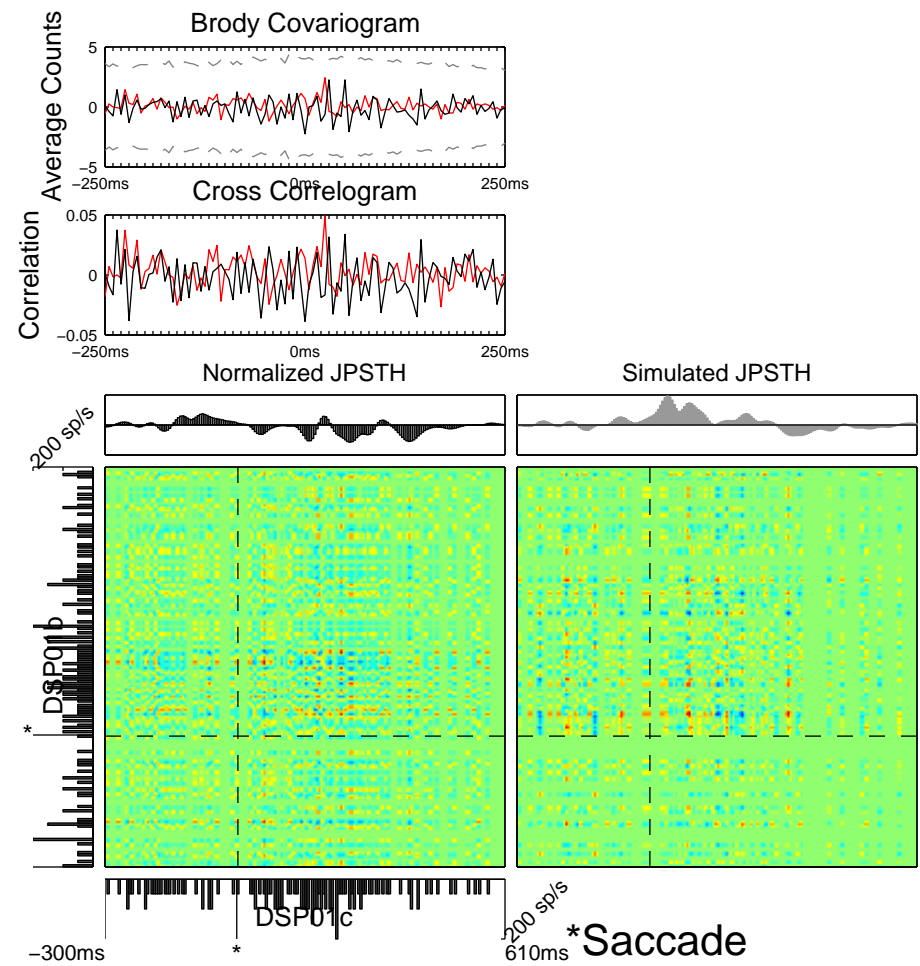 Brody Covariogram
Average Counts
5
0
−5
−250ms
0ms
250ms
Cross Correlogram
Correlation
0.05
0
−0.05
−250ms
0ms
250ms
Normalized JPSTH
Simulated JPSTH
200 sp/s
DSP01b
*
DSP01c
200 sp/s
−300ms
*
610ms
*Saccade